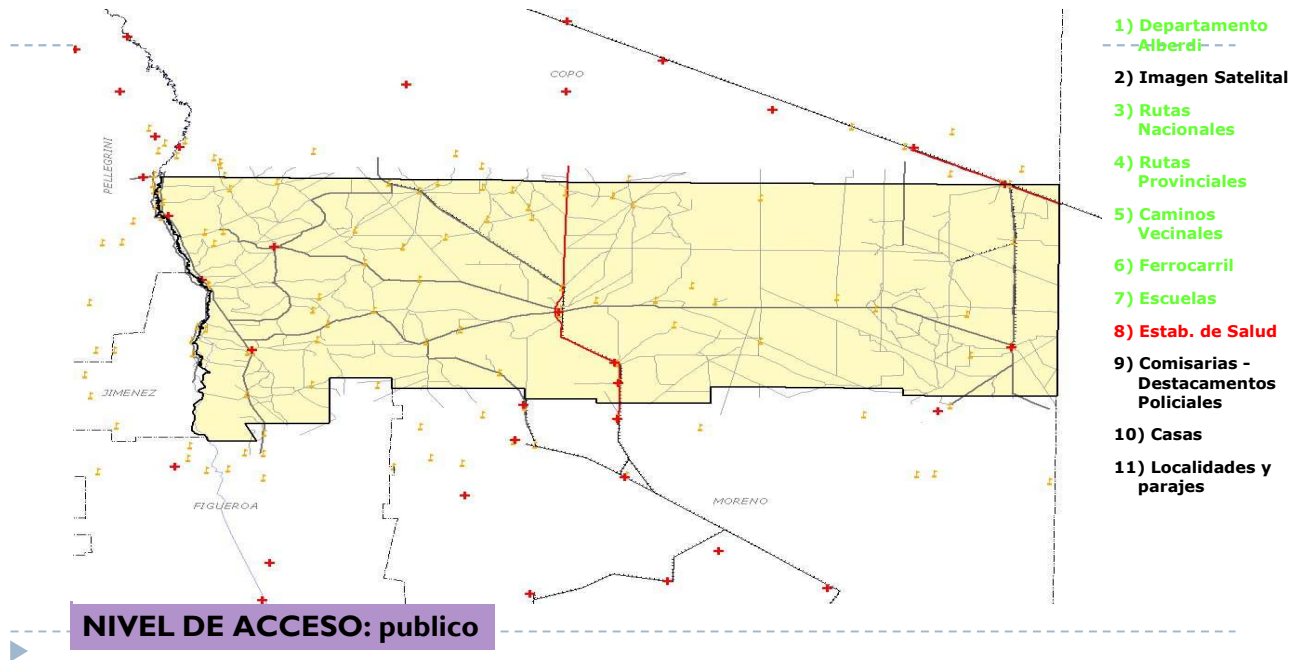 COPO
PELLEGRINI
JIMENEZ
FIGUEROA
MORENO
NIVEL DE ACCESO: publico
1) Departamento
Alberdi
2) Imagen Satelital
3) Rutas
Nacionales
4) Rutas
Provinciales
5) Caminos
Vecinales
6) Ferrocarril
7) Escuelas
8) Estab. de Salud
9) Comisarias -
Destacamentos
Policiales
10) Casas
11) Localidades y
parajes